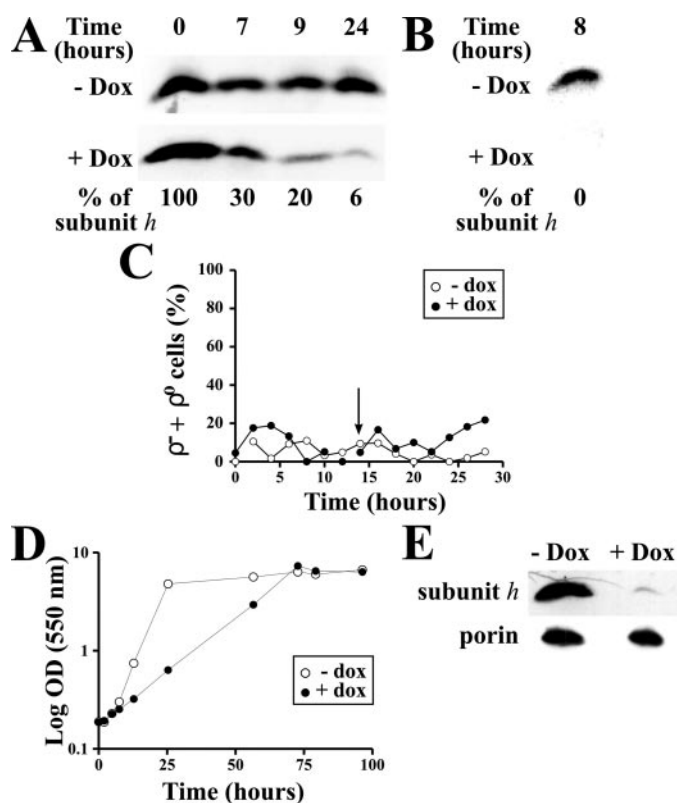 A
Time (hours) 0 7 9 24
- Dox
+ Dox
% of subunit h 100 30 20 6
B
Time (hours) 8
- Dox
+ Dox
% of subunit h 0
C
100
80
60
40
20
0
ρ- + ρ⁰ cells (%)
- dox
+ dox
0 5 10 15 20 25 30
Time (hours)
D
10
1
0.1
Log OD (550 nm)
- dox
+ dox
0 25 50 75 100
Time (hours)
E
- Dox + Dox
subunit h
porin